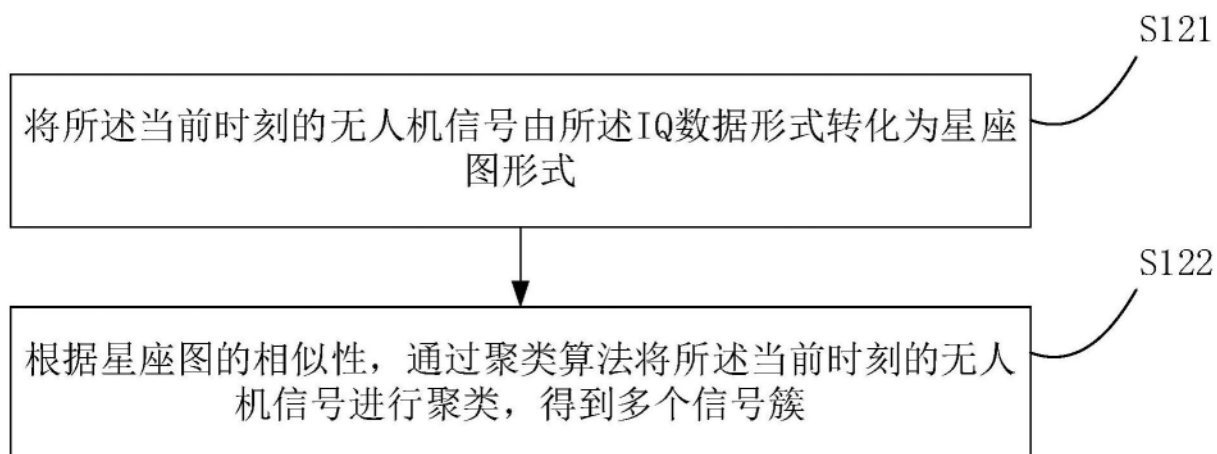 S121
将所述当前时刻的无人机信号由所述IQ数据形式转化为星座
图形式
S122
根据星座图的相似性，通过聚类算法将所述当前时刻的无人
机信号进行聚类，得到多个信号簇